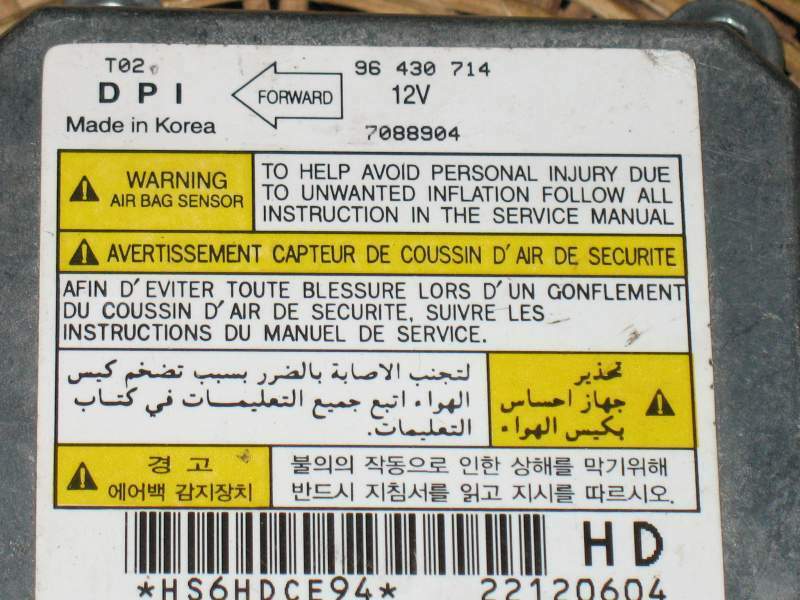 T02
96 430 714
DPI
FORWARD
12V
Made in Korea
7088904
WARNING
AIR BAG SENSOR
TO HELP AVOID PERSONAL INJURY DUE
TO UNWANTED INFLATION FOLLOW ALL
INSTRUCTION IN THE SERVICE MANUAL
AVERTISSEMENT CAPTEUR DE COUSSIN D'AIR DE SECURITE
AFIN D'EVITER TOUTE BLESSURE LORS D'UN GONFLEMENT
DU COUSSIN D'AIR DE SECURITE, SUIVRE LES
INSTRUCTIONS DU MANUEL DE SERVICE.
تحذير
جهاز احساس
بكيس الهواء
لتجنب الاصابة بالضرر بسبب تضخم كيس
الهواء اتبع جميع التعليمات في كتاب
التعليمات.
경 고
에어백 감지장치
불의의 작동으로 인한 상해를 막기위해
반드시 지침서를 읽고 지시를 따르시오.
HD
*HS6HDCE94*
22120604